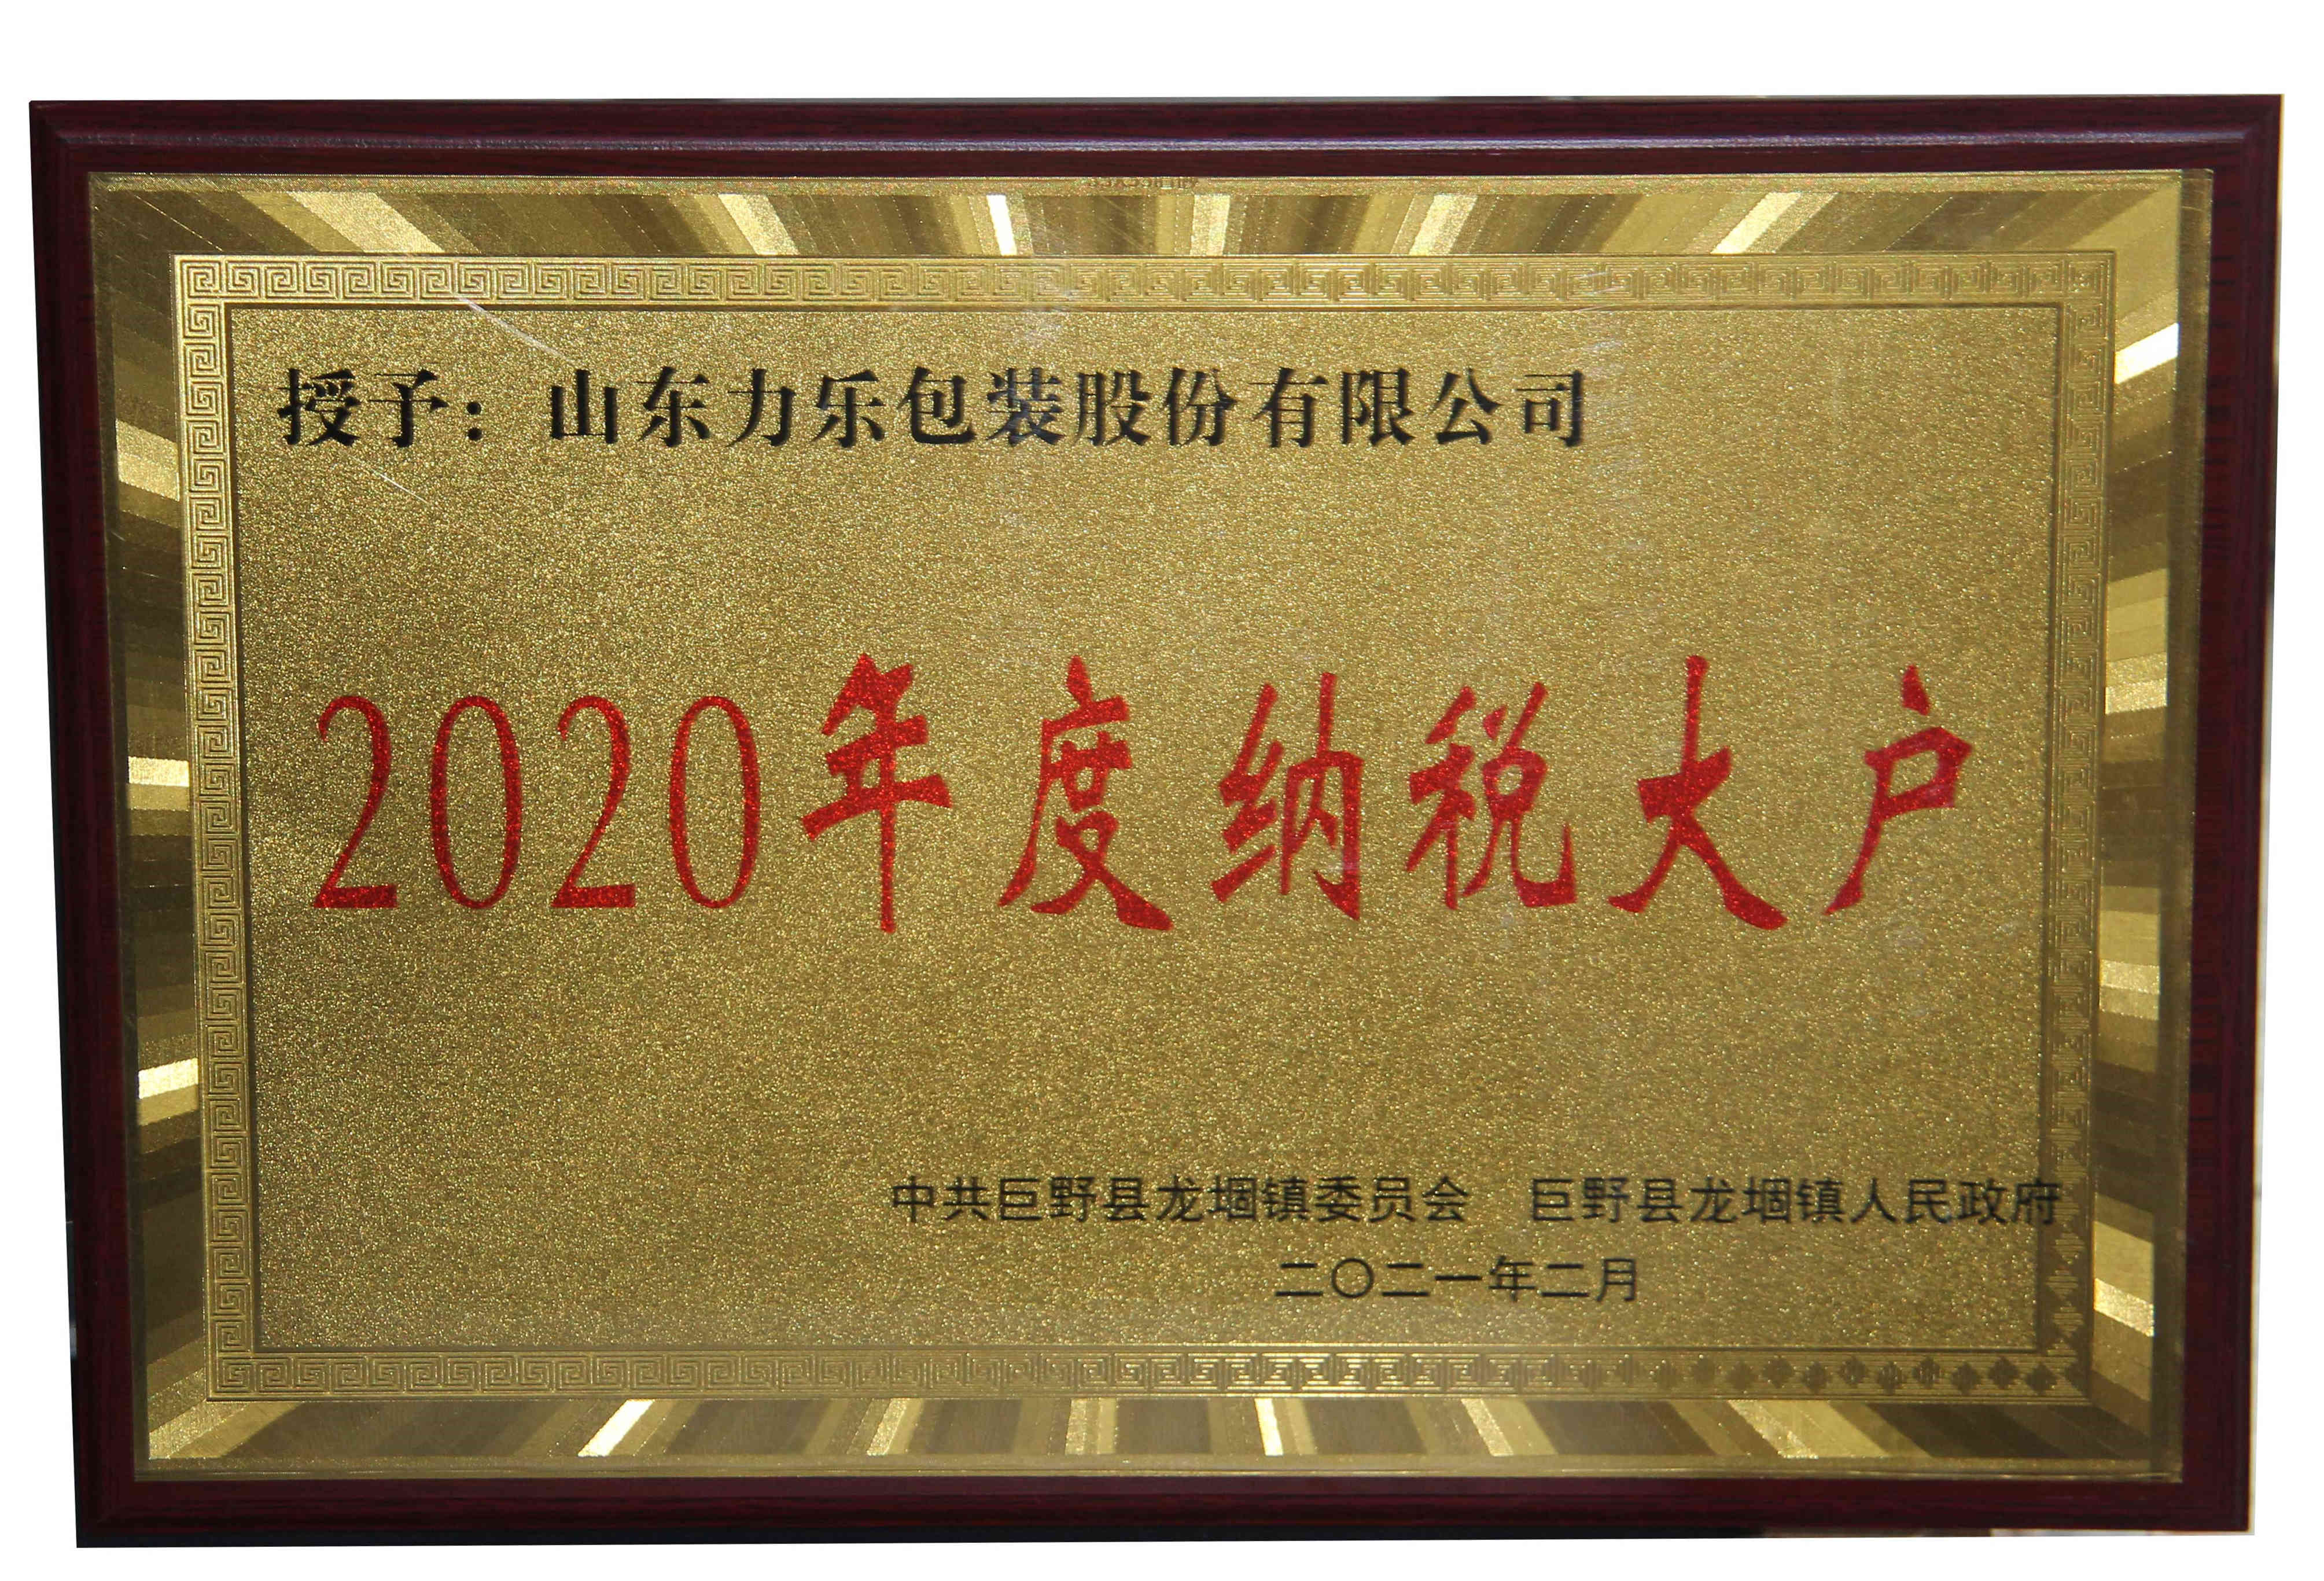 授予：山东力乐包装股份有限公司
2020年度纳税大户
中共巨野县龙堌镇委员会 巨野县龙堌镇人民政府
二〇二一年二月